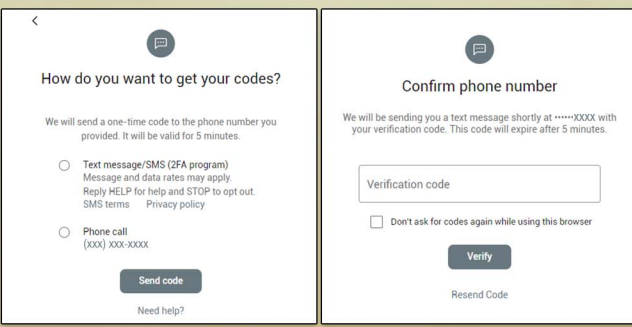 How do you want to get your codes?
We will send a one-time code to the phone number you
provided. It will be valid for 5 minutes.
Text message/SMS (2FA program)
Message and data rates may apply.
Reply HELP for help and STOP to opt out.
SMS terms Privacy policy
Phone call
(xxx) xxx-xxxx
Send code
Need help?
Confirm phone number
We will be sending you a text message shortly at ••••••XXXX with
your verification code. This code will expire after 5 minutes.
Verification code
Don't ask for codes again while using this browser
Verify
Resend Code